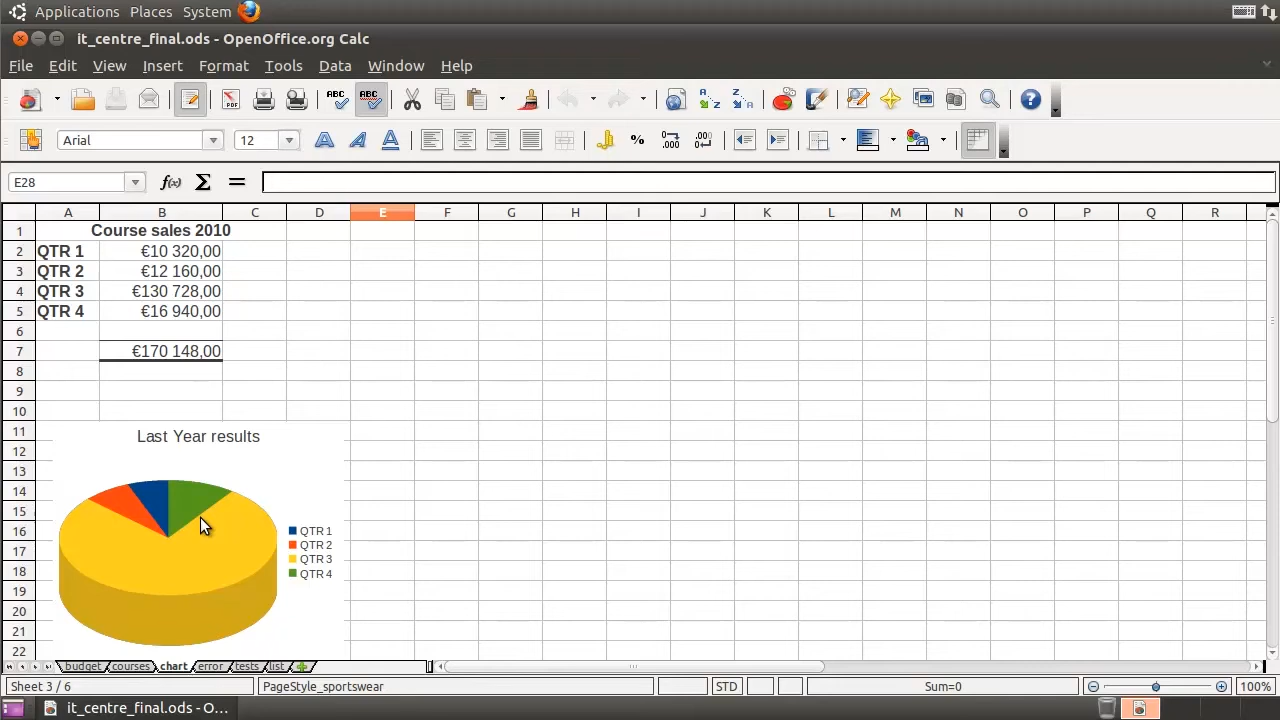 Applications Places System
it_centre_final.ods - OpenOffice.org Calc
File Edit View Insert Format Tools Data Window Help
ABC ABC PDF A Z Z A
Arial 12 A A A % .000 .000
E28 f(x) Σ =
A B C D E F G H I J K L M N O P Q R
1 Course sales 2010
2 QTR 1 €10 320,00
3 QTR 2 €12 160,00
4 QTR 3 €130 728,00
5 QTR 4 €16 940,00
6
7 €170 148,00
8
9
10
11 Last Year results
12
13
14
15
16 QTR 1
17 QTR 2
18 QTR 3
19 QTR 4
20
21
22
budget courses chart error tests list
Sheet 3 / 6 PageStyle_sportswear STD Sum=0 100%
it_centre_final.ods - O...